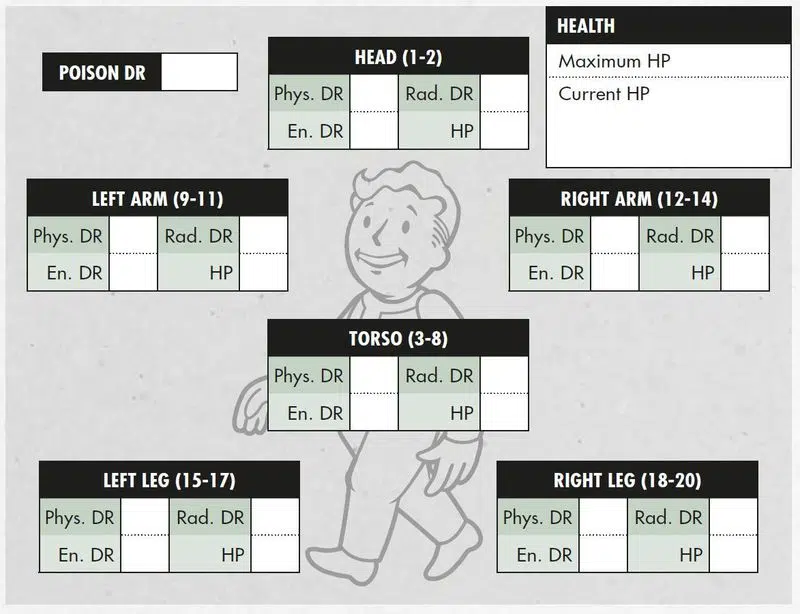 POISON DR
HEAD (1-2)
Phys. DR Rad. DR
En. DR HP
HEALTH
Maximum HP
Current HP
LEFT ARM (9-11)
Phys. DR Rad. DR
En. DR HP
RIGHT ARM (12-14)
Phys. DR Rad. DR
En. DR HP
TORSO (3-8)
Phys. DR Rad. DR
En. DR HP
LEFT LEG (15-17)
Phys. DR Rad. DR
En. DR HP
RIGHT LEG (18-20)
Phys. DR Rad. DR
En. DR HP